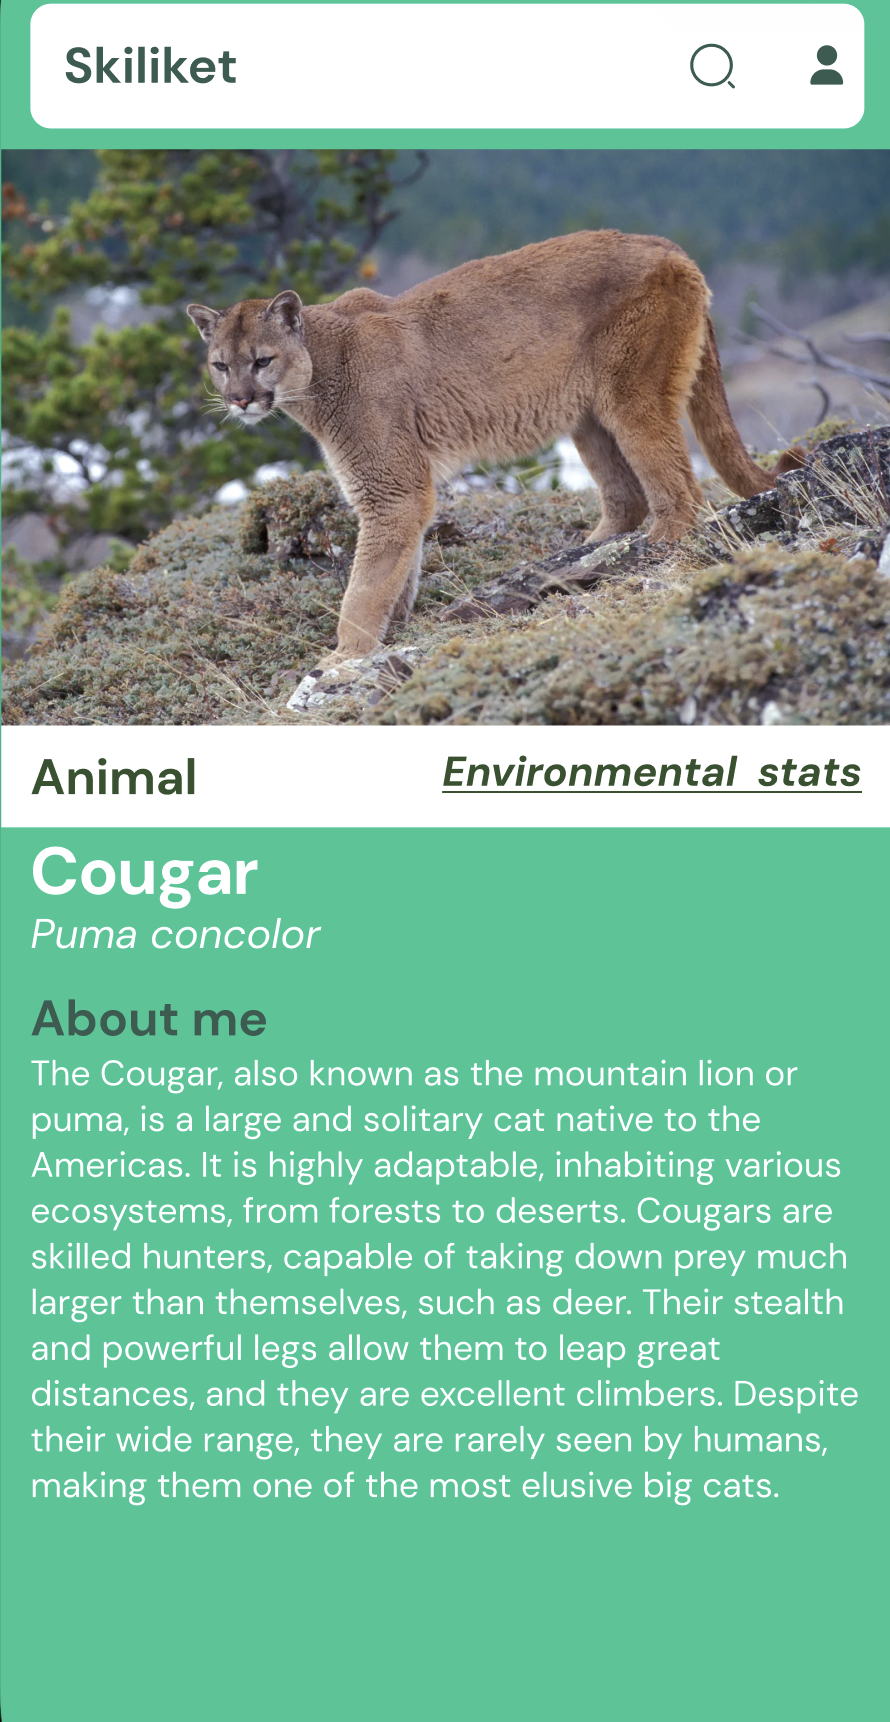 Skiliket
Animal
Environmental stats
Cougar
Puma concolor
About me
The Cougar, also known as the mountain lion or
puma, is a large and solitary cat native to the
Americas. It is highly adaptable, inhabiting various
ecosystems, from forests to deserts. Cougars are
skilled hunters, capable of taking down prey much
larger than themselves, such as deer. Their stealth
and powerful legs allow them to leap great
distances, and they are excellent climbers. Despite
their wide range, they are rarely seen by humans,
making them one of the most elusive big cats.